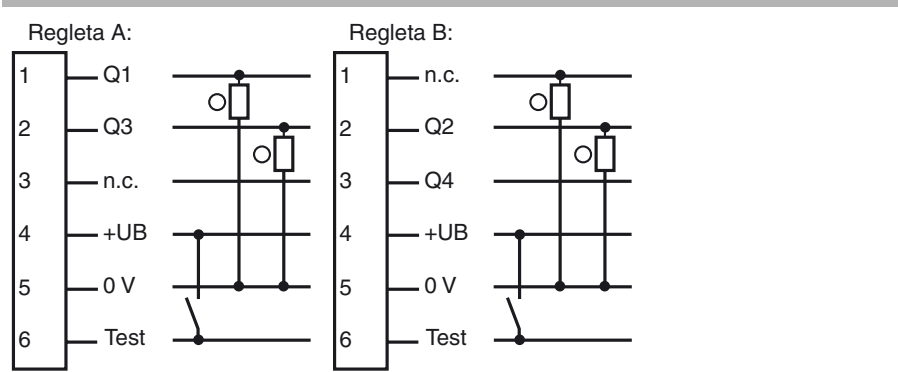 Regleta A:
1 Q1
2 Q3
3 n.c.
4 +UB
5 0 V
6 Test
Regleta B:
1 n.c.
2 Q2
3 Q4
4 +UB
5 0 V
6 Test